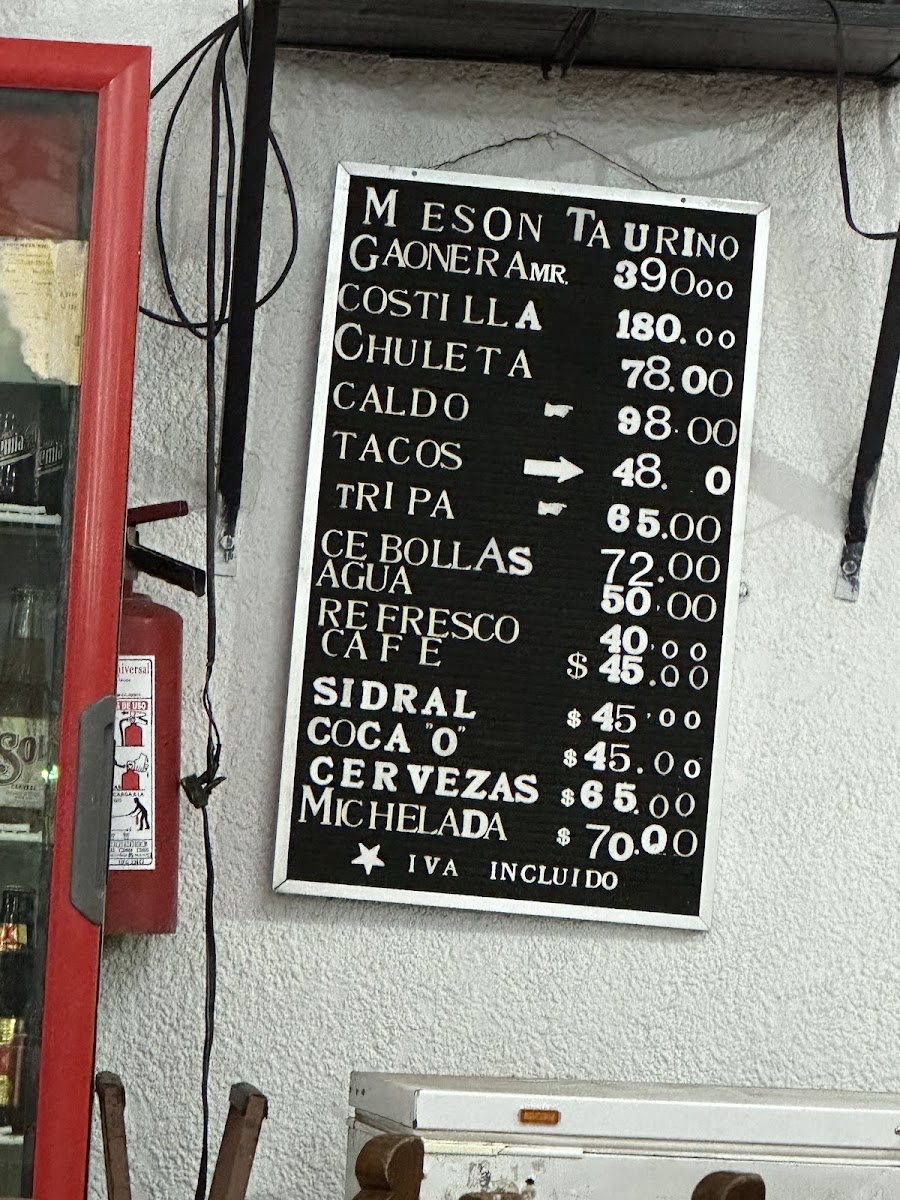 MESON TAURINO
GAONERA MR. 390oo
COSTILLA 180.00
CHULETA 78.00
CALDO 98.00
TACOS 48. 0
TRIPA 65.00
CEBOLLAS 72.00
AGUA 50.00
REFRESCO 40.00
CAFE $45.00
SIDRAL $45.00
COCA "O" $45.00
CERVEZAS $65.00
MICHELADA $70.00
IVA INCLUIDO